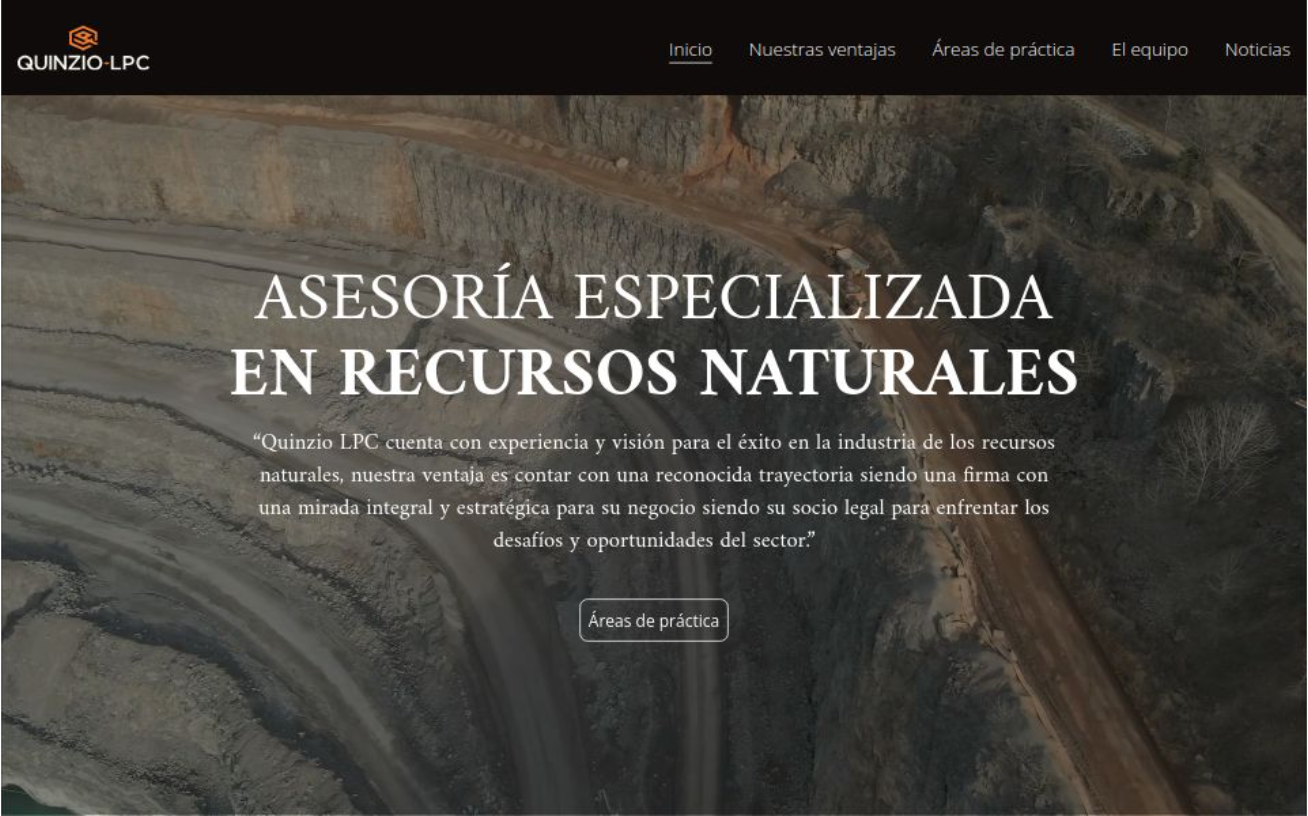 QUINZIO-LPC
Inicio
Nuestras ventajas
Áreas de práctica
El equipo
Noticias
ASESORÍA ESPECIALIZADA
EN RECURSOS NATURALES
“Quinzio LPC cuenta con experiencia y visión para el éxito en la industria de los recursos
naturales, nuestra ventaja es contar con una reconocida trayectoria siendo una firma con
una mirada integral y estratégica para su negocio siendo su socio legal para enfrentar los
desafíos y oportunidades del sector.”
Áreas de práctica